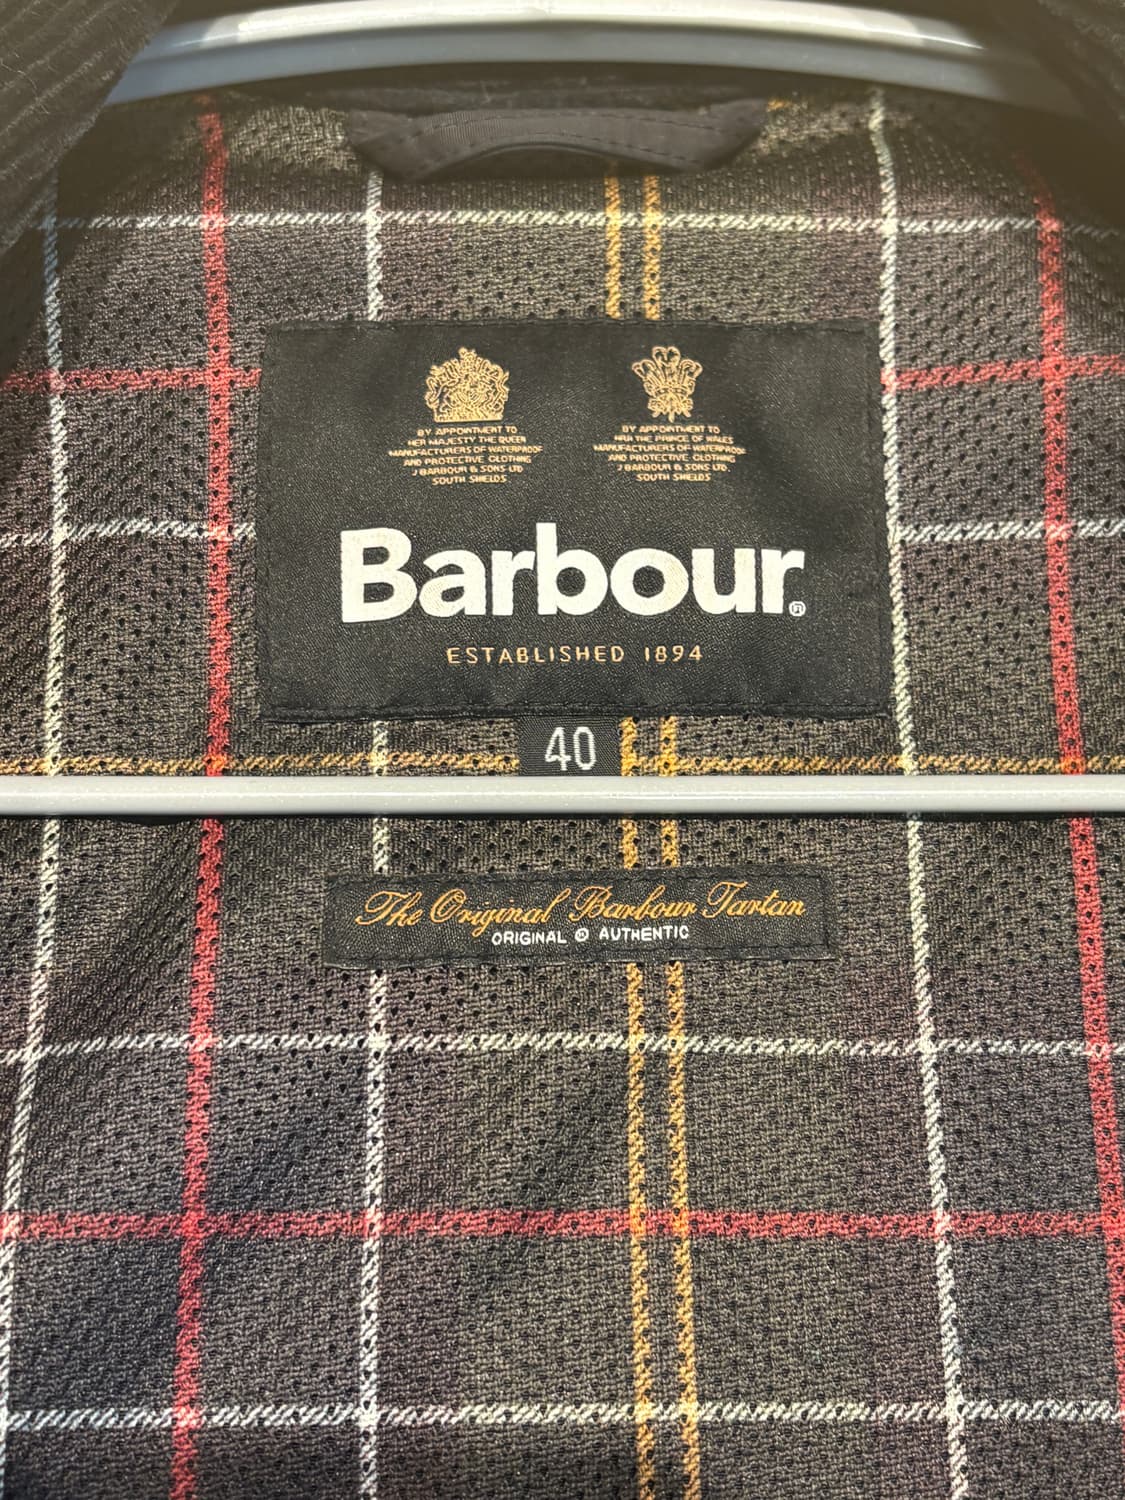 BY APPOINTMENT TO
HER MAJESTY THE QUEEN
MANUFACTURERS OF WATERPROOF
AND PROTECTIVE CLOTHING
J BARBOUR & SONS LTD
SOUTH SHIELDS
BY APPOINTMENT TO
HRH THE PRINCE OF WALES
MANUFACTURERS OF WATERPROOF
AND PROTECTIVE CLOTHING
J BARBOUR & SONS LTD
SOUTH SHIELDS
Barbour®
ESTABLISHED 1894
40
The Original Barbour Tartan
ORIGINAL ® AUTHENTIC